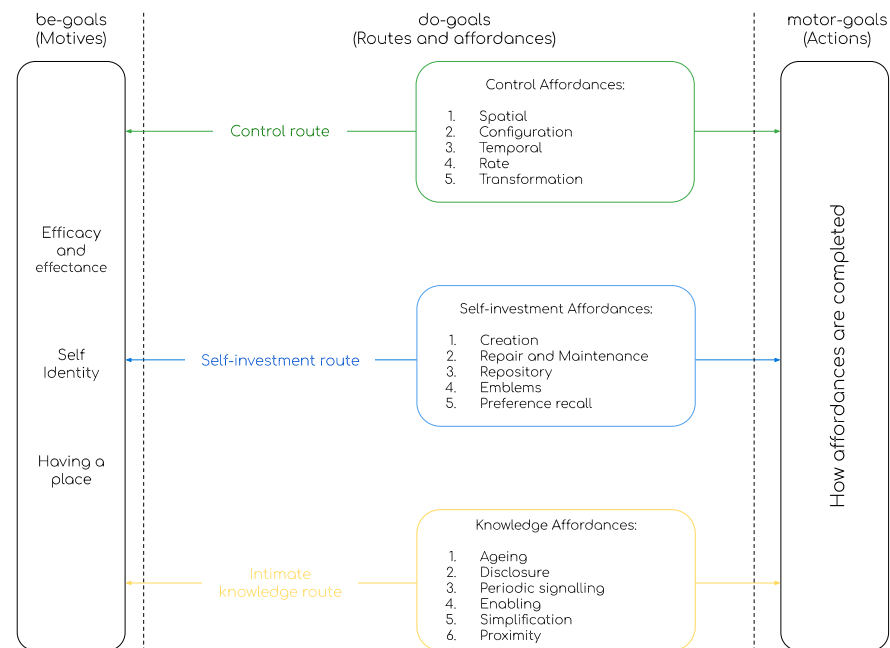 be-goals
(Motives)
do-goals
(Routes and affordances)
motor-goals
(Actions)
Efficacy
and
effectance
Self
Identity
Having a
place
Control route
Control Affordances:
1. Spatial
2. Configuration
3. Temporal
4. Rate
5. Transformation
Self-investment route
Self-investment Affordances:
1. Creation
2. Repair and Maintenance
3. Repository
4. Emblems
5. Preference recall
Intimate
knowledge route
Knowledge Affordances:
1. Ageing
2. Disclosure
3. Periodic signalling
4. Enabling
5. Simplification
6. Proximity
How affordances are completed